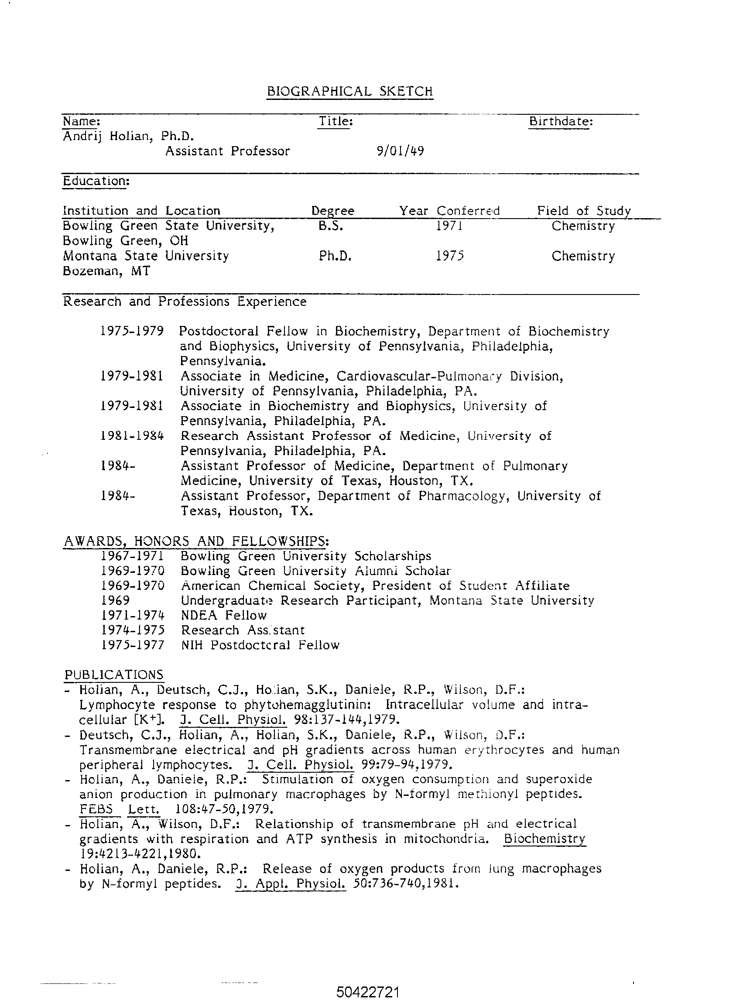 BIOGRAPHICAL SKETCH
Name: Title: Birthdate:
Andrij Holian, Ph.D.
Assistant Professor 9/01/49
Education:
Institution and Location Degree Year Conferred Field of Study
Bowling Green State University, B.S. 1971 Chemistry
Bowling Green, OH
Montana State University Ph.D. 1975 Chemistry
Bozeman, MT
Research and Professions Experience
1975-1979 Postdoctoral Fellow in Biochemistry, Department of Biochemistry
and Biophysics, University of Pennsylvania, Philadelphia,
Pennsylvania.
1979-1981 Associate in Medicine, Cardiovascular-Pulmonary Division,
University of Pennsylvania, Philadelphia, PA.
1979-1981 Associate in Biochemistry and Biophysics, University of
Pennsylvania, Philadelphia, PA.
1981-1984 Research Assistant Professor of Medicine, University of
Pennsylvania, Philadelphia, PA.
1984- Assistant Professor of Medicine, Department of Pulmonary
Medicine, University of Texas, Houston, TX.
1984- Assistant Professor, Department of Pharmacology, University of
Texas, Houston, TX.
AWARDS, HONORS AND FELLOWSHIPS:
1967-1971 Bowling Green University Scholarships
1969-1970 Bowling Green University Alumni Scholar
1969-1970 American Chemical Society, President of Student Affiliate
1969 Undergraduate Research Participant, Montana State University
1971-1974 NDEA Fellow
1974-1975 Research Assistant
1975-1977 NIH Postdoctoral Fellow
PUBLICATIONS
- Holian, A., Deutsch, C.J., Holian, S.K., Daniele, R.P., Wilson, D.F.:
Lymphocyte response to phytohemagglutinin: Intracellular volume and intra-
cellular [K+]. J. Cell. Physiol. 98:137-144,1979.
- Deutsch, C.J., Holian, A., Holian, S.K., Daniele, R.P., Wilson, D.F.:
Transmembrane electrical and pH gradients across human erythrocytes and human
peripheral lymphocytes. J. Cell. Physiol. 99:79-94,1979.
- Holian, A., Daniele, R.P.: Stimulation of oxygen consumption and superoxide
anion production in pulmonary macrophages by N-formyl methionyl peptides.
FEBS Lett. 108:47-50,1979.
- Holian, A., Wilson, D.F.: Relationship of transmembrane pH and electrical
gradients with respiration and ATP synthesis in mitochondria. Biochemistry
19:4213-4221,1980.
- Holian, A., Daniele, R.P.: Release of oxygen products from lung macrophages
by N-formyl peptides. J. Appl. Physiol. 50:736-740,1981.
50422721